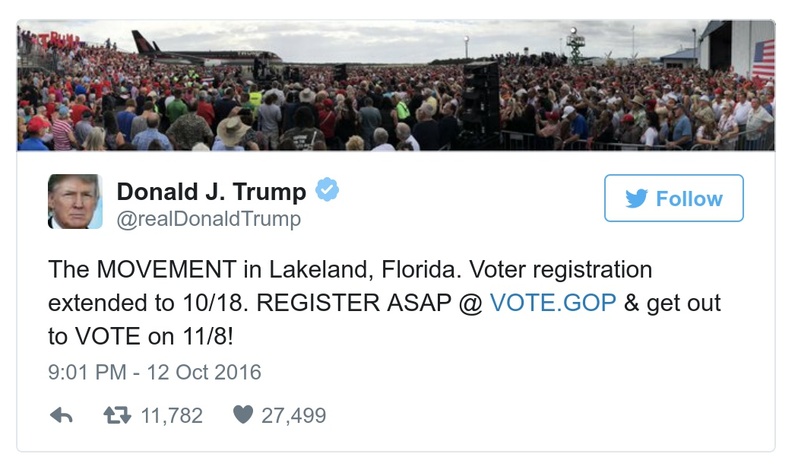 TRUMP
Donald J. Trump
@realDonaldTrump
Follow
The MOVEMENT in Lakeland, Florida. Voter registration
extended to 10/18. REGISTER ASAP @ VOTE.GOP & get out
to VOTE on 11/8!
9:01 PM - 12 Oct 2016
11,782 27,499